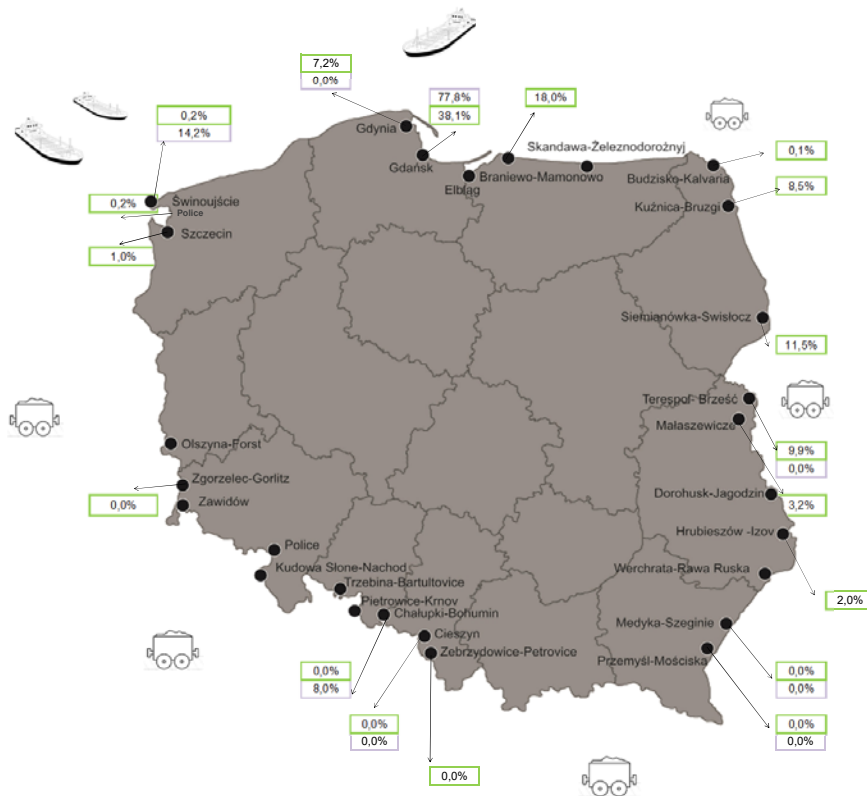 7,2%
0,0%
77,8%
38,1%
18,0%
0,2%
14,2%
Gdynia
Gdańsk
Elbląg
Braniewo-Mamonowo
Skandawa-Żeleznodorożnyj
Budzisko-Kalvaria
0,1%
Kuźnica-Bruzgi
8,5%
0,2%
Świnoujście
Police
Szczecin
1,0%
Siemianówka-Swisłocz
11,5%
Terespol- Brześć
Małaszewicze
9,9%
0,0%
Olszyna-Forst
Zgorzelec-Gorlitz
0,0%
Zawidów
Dorohusk-Jagodzin
3,2%
Hrubieszów -Izov
Police
Kudowa Słone-Nachod
Trzebina-Bartultovice
Pietrowice-Krnov
Chałupki-Bohumin
Werchrata-Rawa Ruska
2,0%
Cieszyn
Zebrzydowice-Petrovice
Medyka-Szeginie
Przemyśl-Mościska
0,0%
8,0%
0,0%
0,0%
0,0%
0,0%
0,0%
0,0%
0,0%